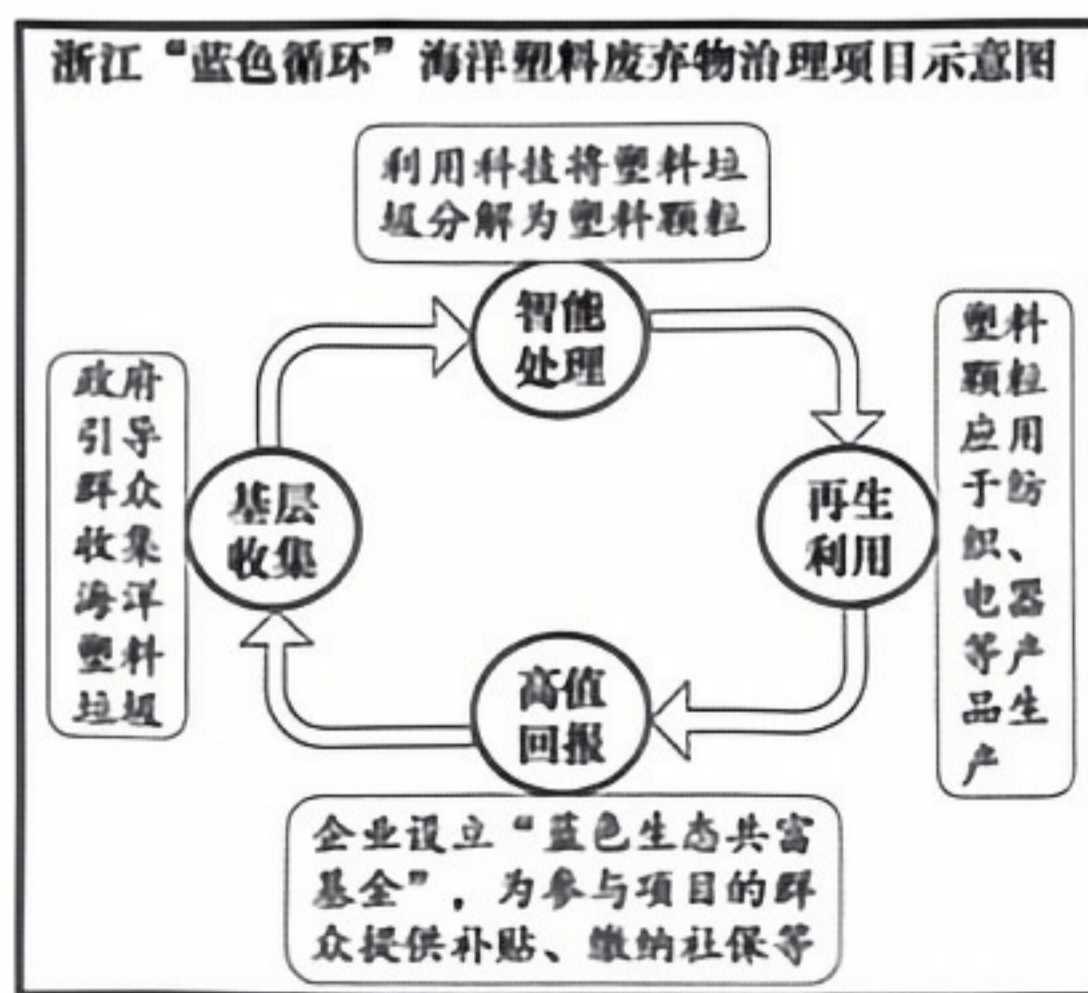 浙江“蓝色循环”海洋塑料废弃物治理项目示意图
利用科技将塑料垃
圾分解为塑料颗粒
智能
处理
塑料
颗粒
应用
于纺
织、
电器
等产
品生
产
再生
利用
政府
引导
群众
收集
海洋
塑料
垃圾
基层
收集
高值
回报
企业设立“蓝色生态共富
基金”，为参与项目的群
众提供补贴、缴纳社保等